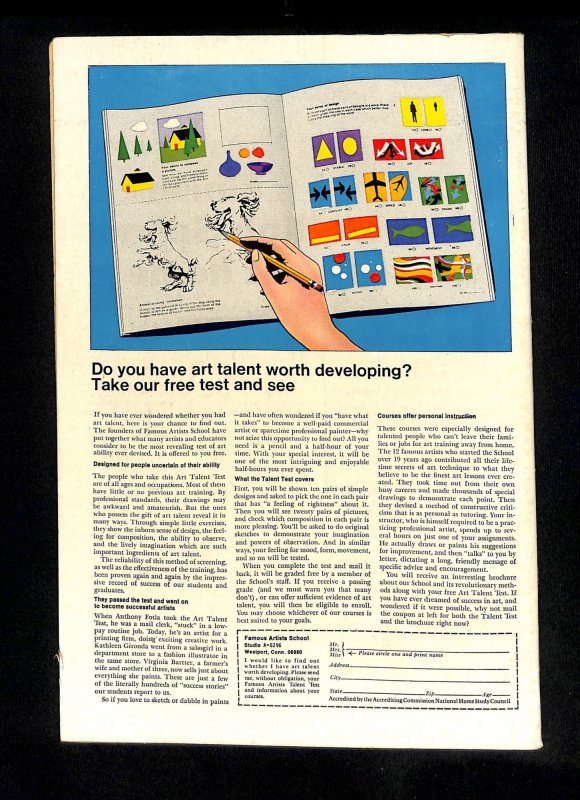 Your sense of design
Your ability to compose
a picture
Do you have art talent worth developing?
Take our free test and see
If you have ever wondered whether you had
art talent, here is your chance to find out.
The founders of Famous Artists School have
put together what many artists and educators
consider to be the most revealing test of art
ability ever devised. It is offered to you free.
Designed for people uncertain of their ability
The people who take this Art Talent Test
are of all ages and occupations. Most of them
have little or no previous art training. By
professional standards, their drawings may
be awkward and amateurish. But the ones
who possess the gift of art talent reveal it in
many ways. Through simple little exercises,
they show the inborn sense of design, the feel-
ing for composition, the ability to observe,
and the lively imagination which are such
important ingredients of art talent.
The reliability of this method of screening,
as well as the effectiveness of the training, has
been proven again and again by the impres-
sive record of success of our students and
graduates.
They passed the test and went on
to become successful artists
When Anthony Fotia took the Art Talent
Test, he was a mail clerk, "stuck" in a low-
pay routine job. Today, he's an artist for a
printing firm, doing exciting creative work.
Kathleen Gironda went from a salesgirl in a
department store to a fashion illustrator in
the same store. Virginia Bartter, a farmer's
wife and mother of three, now sells just about
everything she paints. These are just a few
of the literally hundreds of "success stories"
our students report to us.
So if you love to sketch or dabble in paints
—and have often wondered if you "have what
it takes" to become a well-paid commercial
artist or sparetime professional painter—why
not seize this opportunity to find out? All you
need is a pencil and a half-hour of your
time. With your special interest, it will be
one of the most intriguing and enjoyable
half-hours you ever spent.
What the Talent Test covers
First, you will be shown ten pairs of simple
designs and asked to pick the one in each pair
that has "a feeling of rightness" about it.
Then you will see twenty pairs of pictures,
and check which composition in each pair is
more pleasing. You'll be asked to do original
sketches to demonstrate your imagination
and powers of observation. And in similar
ways, your feeling for mood, form, movement,
and so on will be tested.
When you complete the test and mail it
back, it will be graded free by a member of
the School's staff. If you receive a passing
grade (and we must warn you that many
don't), or can offer sufficient evidence of art
talent, you will then be eligible to enroll.
You may choose whichever of our courses is
best suited to your goals.
Courses offer personal instruction
These courses were especially designed for
talented people who can't leave their fami-
lies or jobs for art training away from home.
The 12 famous artists who started the School
over 19 years ago contributed all their life-
time secrets of art technique to what they
believe to be the finest art lessons ever cre-
ated. They took time out from their own
busy careers and made thousands of special
drawings to demonstrate each point. Then
they devised a method of constructive criti-
cism that is as personal as tutoring. Your in-
structor, who is himself required to be a prac-
ticing professional artist, spends up to sev-
eral hours on just one of your assignments.
He actually draws or paints his suggestions
for improvement, and then "talks" to you by
letter, dictating a long, friendly message of
specific advice and encouragement.
You will receive an interesting brochure
about our School and its revolutionary meth-
ods along with your free Art Talent Test. If
you have ever dreamed of success in art, and
wondered if it were possible, why not mail
the coupon at left for both the Talent Test
and the brochure right now?
Famous Artists School
Studio A-6796
Westport, Conn. 06880
I would like to find out
whether I have art talent
worth developing. Please send
me, without obligation, your
Famous Artists Talent Test
and information about your
courses.
Mr.
Mrs.
Miss
Please circle one and print name
Address
City
State Zip Age
Accredited by the Accrediting Commission National Home Study Council